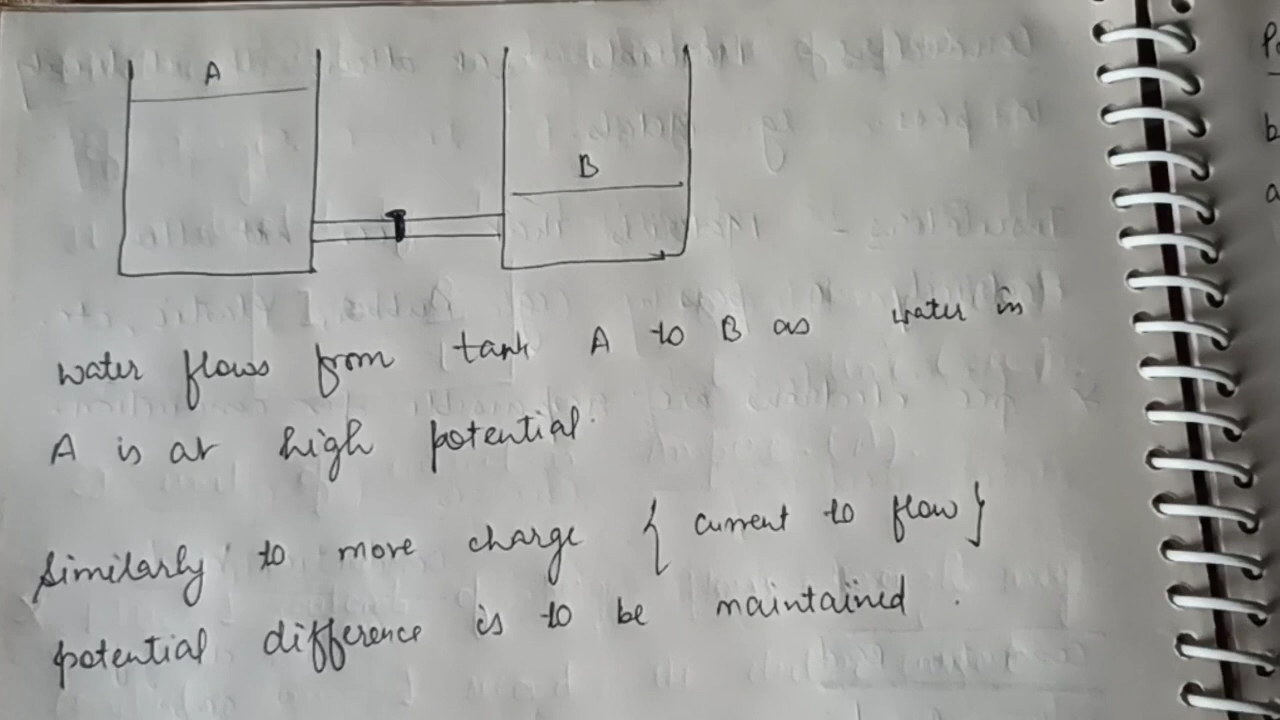 A
B
water flows from tank A to B as water in
A is at high potential.
Similarly to move charge { current to flow }
potential difference is to be maintained.
P
b
a